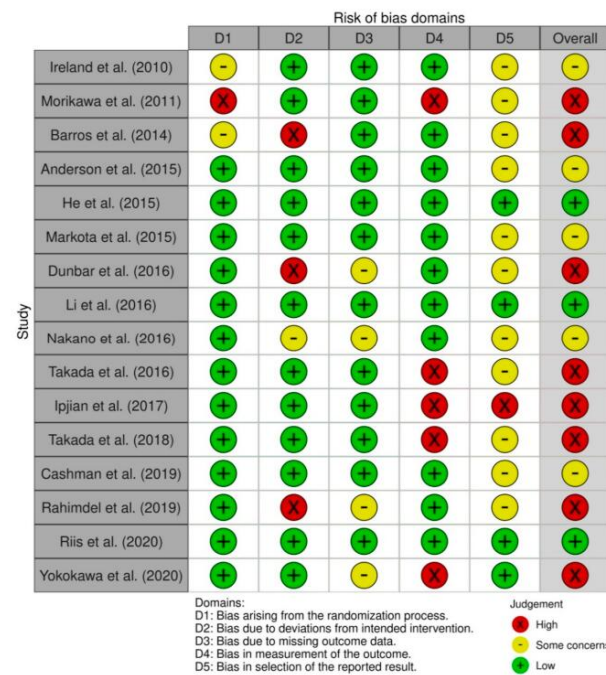 Risk of bias domains
D1 D2 D3 D4 D5 Overall
Study
Ireland et al. (2010) - + + + - -
Morikawa et al. (2011) X + + X - X
Barros et al. (2014) - X + + - X
Anderson et al. (2015) + + + + - -
He et al. (2015) + + + + + +
Markota et al. (2015) + + + + - -
Dunbar et al. (2016) + X - + - X
Li et al. (2016) + + + + + +
Nakano et al. (2016) + - - + - -
Takada et al. (2016) + + + X - X
Ipjian et al. (2017) + + + X X X
Takada et al. (2018) + + + X - X
Cashman et al. (2019) + + + + - -
Rahimdel et al. (2019) + X - + - X
Riis et al. (2020) + + + + + +
Yokokawa et al. (2020) + + - X + X
Domains:
D1: Bias arising from the randomization process.
D2: Bias due to deviations from intended intervention.
D3: Bias due to missing outcome data.
D4: Bias in measurement of the outcome.
D5: Bias in selection of the reported result.
Judgement
X High
- Some concerns
+ Low